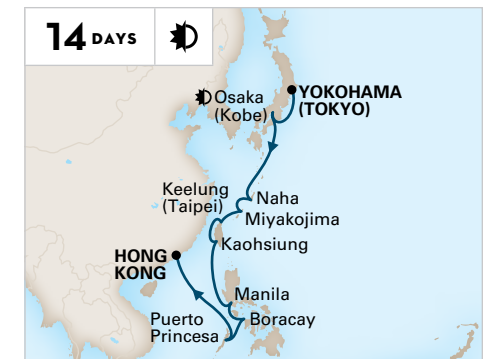 14 DAYS
Osaka
(Kobe)
YOKOHAMA
(TOKYO)
Keelung
(Taipei)
Naha
Miyakojima
Kaohsiung
HONG
KONG
Manila
Boracay
Puerto
Princesa